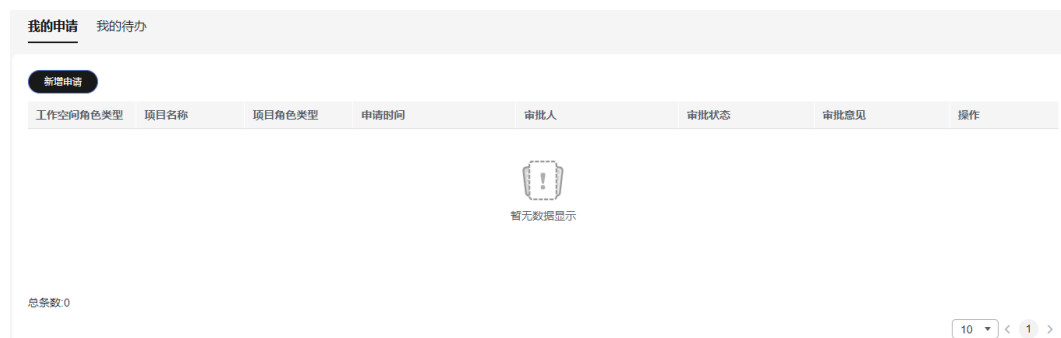 我的申请 我的待办
新增申请
工作空间角色类型 项目名称 项目角色类型 申请时间 审批人 审批状态 审批意见 操作
暂无数据显示
总条数:0
10 1